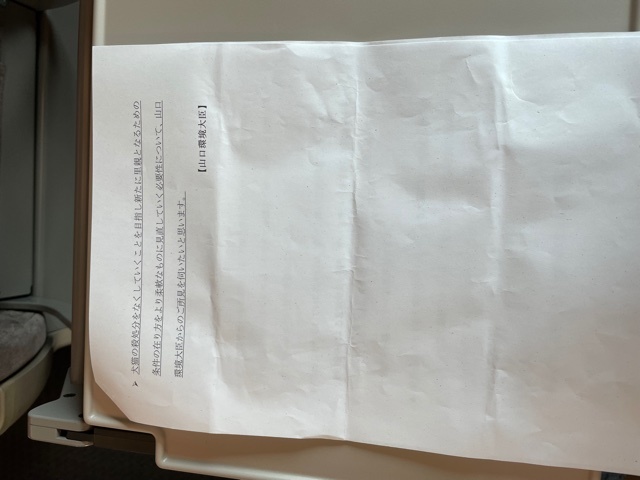 ➤ 犬猫の殺処分をなくしていくことを目指し新たに里親となるための
条件の在り方をより柔軟なものに見直していく必要性について、山口
環境大臣からのご所見を伺いたいと思います。
【山口環境大臣】